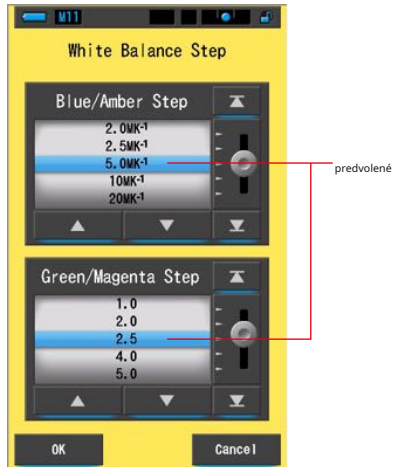 M11
White Balance Step
Blue/Amber Step
2.0MK-1
2.5MK-1
5.0MK-1
10MK-1
20MK-1
predvolené
Green/Magenta Step
1.0
2.0
2.5
4.0
5.0
OK Cancel